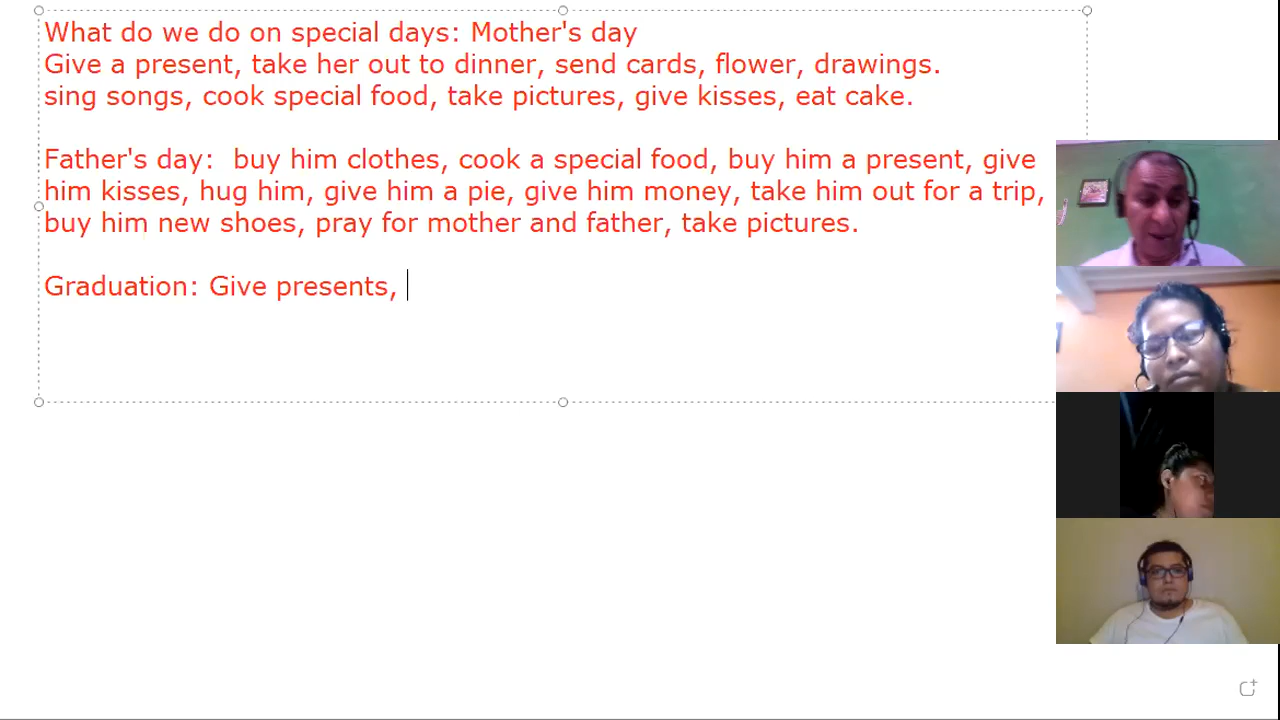 What do we do on special days: Mother's day
Give a present, take her out to dinner, send cards, flower, drawings.
sing songs, cook special food, take pictures, give kisses, eat cake.
Father's day:  buy him clothes, cook a special food, buy him a present, give
him kisses, hug him, give him a pie, give him money, take him out for a trip,
buy him new shoes, pray for mother and father, take pictures.
Graduation: Give presents,